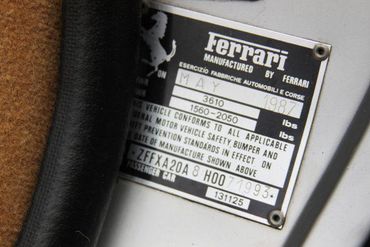 Ferrari
MANUFACTURED BY FERRARI
ESERCIZIO FABBRICHE AUTOMOBILI E CORSE
ON MAY 1987
3610 lbs
1560-2050 lbs
VEHICLE CONFORMS TO ALL APPLICABLE
MOTOR VEHICLE SAFETY, BUMPER AND
PREVENTION STANDARDS IN EFFECT ON
DATE OF MANUFACTURE SHOWN ABOVE
ZFFXA20A8H0071993
PASSENGER CAR 131125